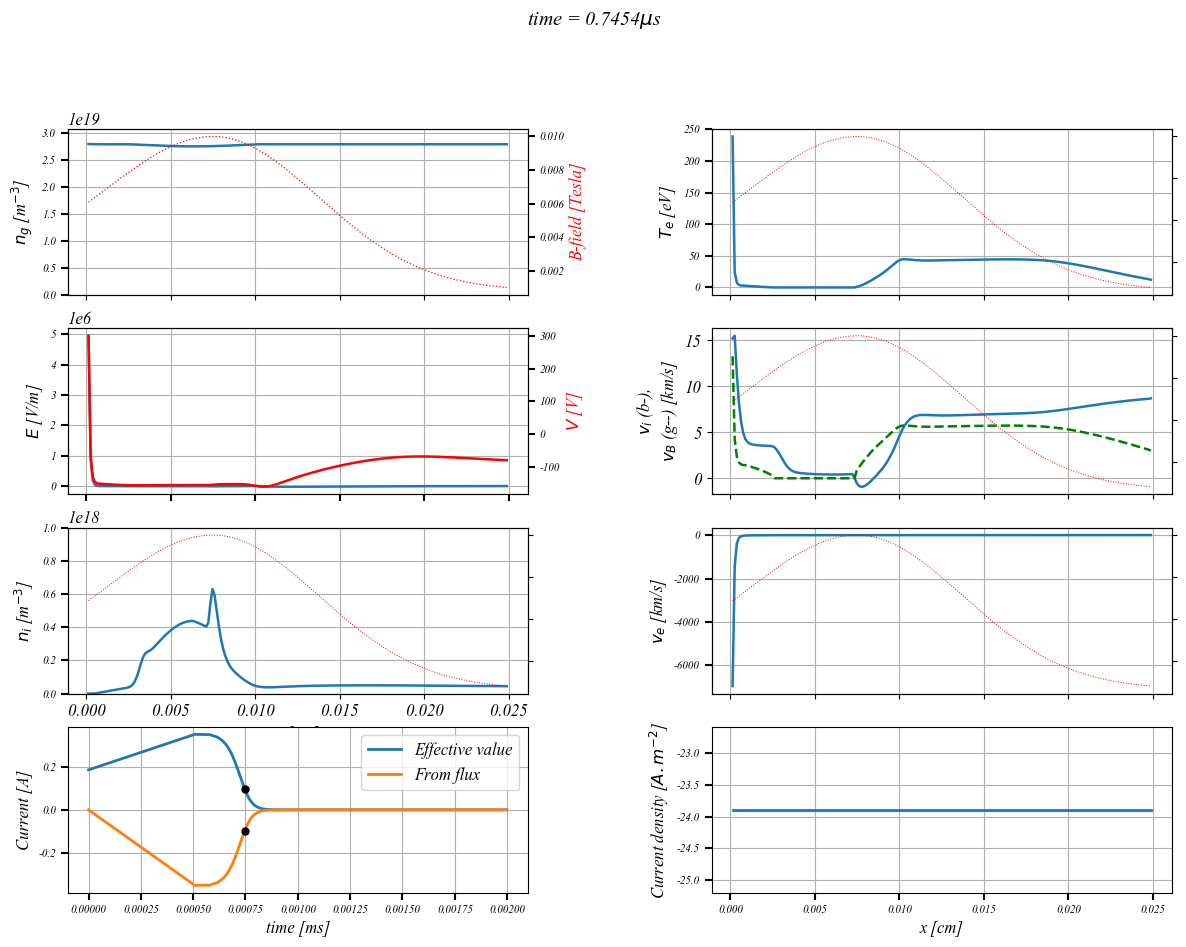 time = 0.7454μs
1e19
3.0
2.5
2.0
1.5
1.0
0.5
0.0
n_g [m^{-3}]
0.010
0.008
0.006
0.004
0.002
B-field [Tesla]
250
200
150
100
50
0
T_e [eV]
1e6
5
4
3
2
1
0
E [V/m]
300
200
100
0
-100
V [V]
15
10
5
0
v_i (b-),
v_B (g--) [km/s]
1e18
1.0
0.8
0.6
0.4
0.2
0.0
n_i [m^{-3}]
0.000 0.005 0.010 0.015 0.020 0.025
0
-2000
-4000
-6000
v_e [km/s]
0.2
0.0
-0.2
Current [A]
Effective value
From flux
0.00000 0.00025 0.00050 0.00075 0.00100 0.00125 0.00150 0.00175 0.00200
time [ms]
-23.0
-23.5
-24.0
-24.5
-25.0
Current density [A.m^{-2}]
0.000 0.005 0.010 0.015 0.020 0.025
x [cm]